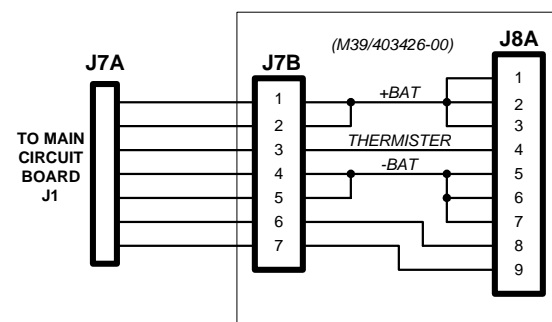 (M39/403426-00)
J8A
J7A
J7B
1
2
3
4
5
6
7
+BAT
THERMISTER
-BAT
1
2
3
4
5
6
7
8
9
TO MAIN
CIRCUIT
BOARD
J1